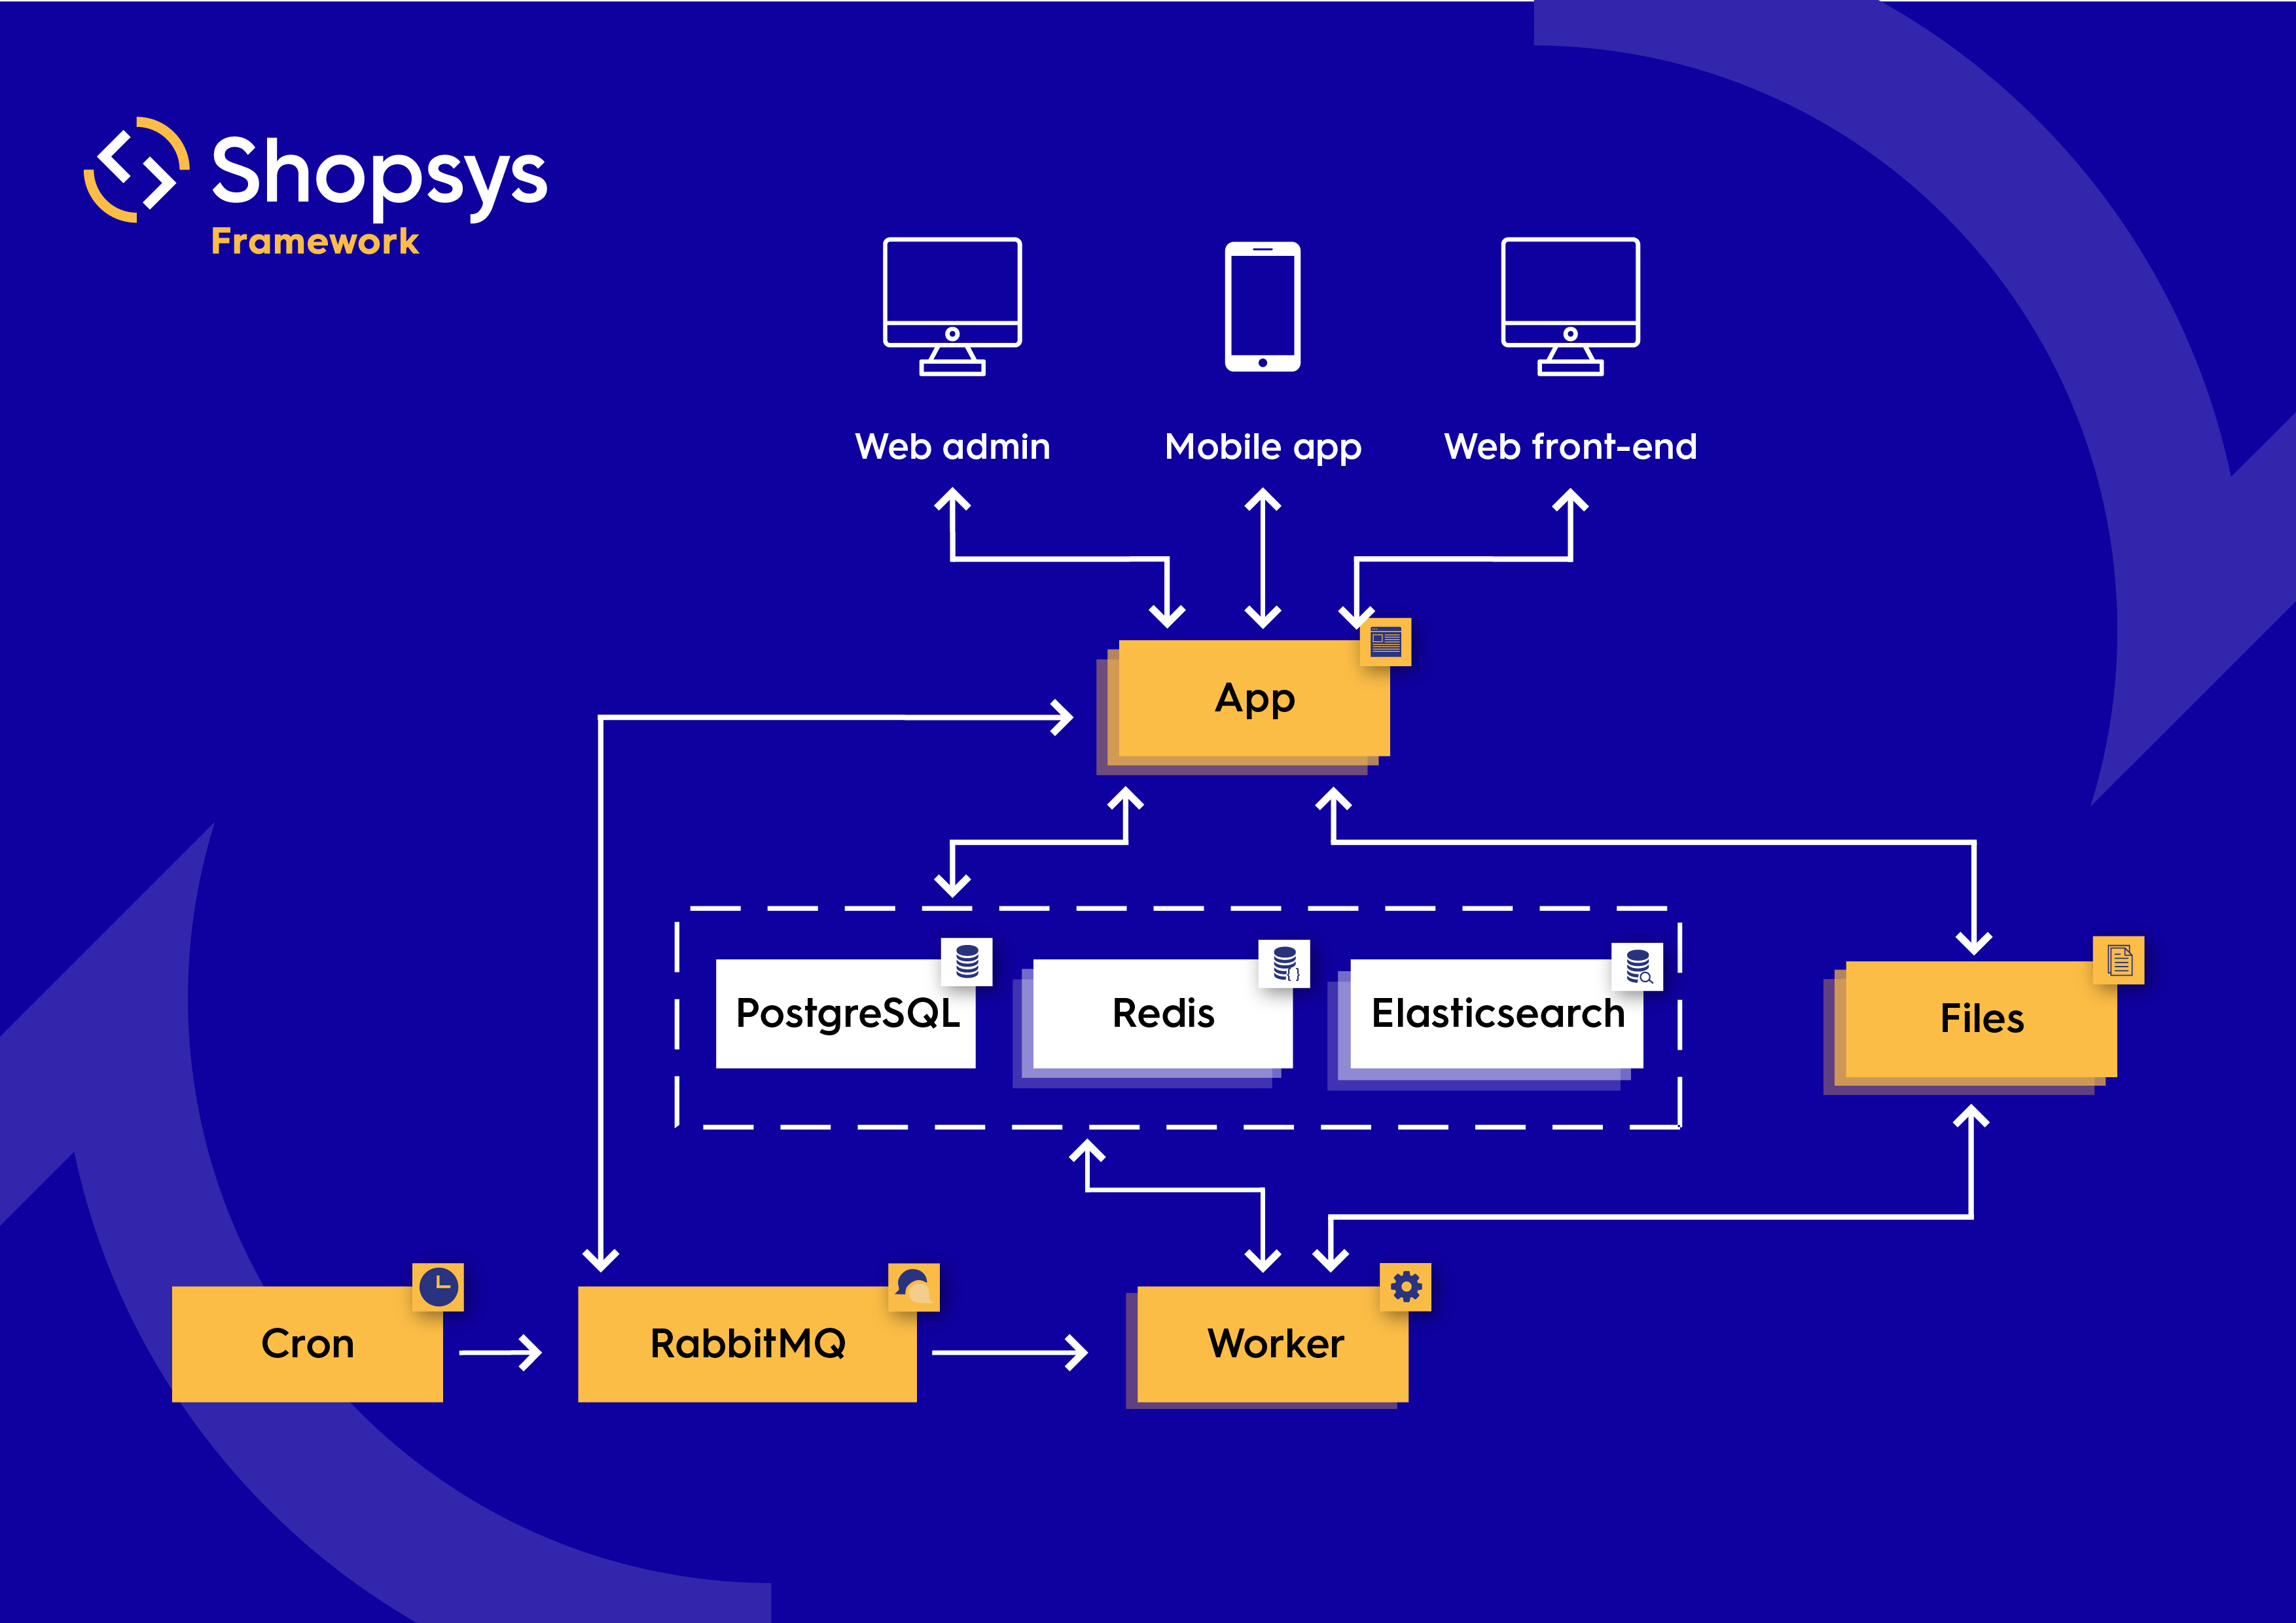 Shopsys
Framework
Web admin
Mobile app
Web front-end
App
PostgreSQL
Redis
Elasticsearch
Files
Cron
RabbitMQ
Worker